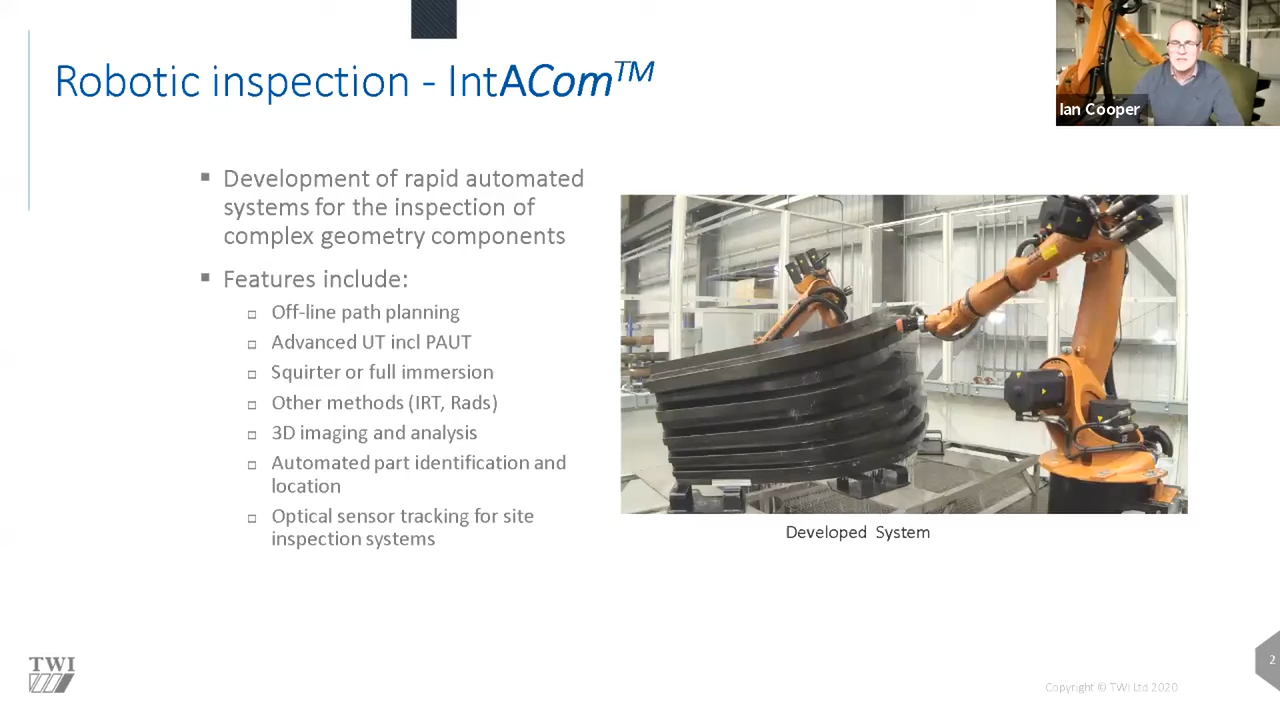 Robotic inspection - IntACom™
Ian Cooper
▪ Development of rapid automated
systems for the inspection of
complex geometry components
▪ Features include:
□ Off-line path planning
□ Advanced UT incl PAUT
□ Squirter or full immersion
□ Other methods (IRT, Rads)
□ 3D imaging and analysis
□ Automated part identification and
location
□ Optical sensor tracking for site
inspection systems
Developed System
TWI
2
Copyright © TWI Ltd 2020